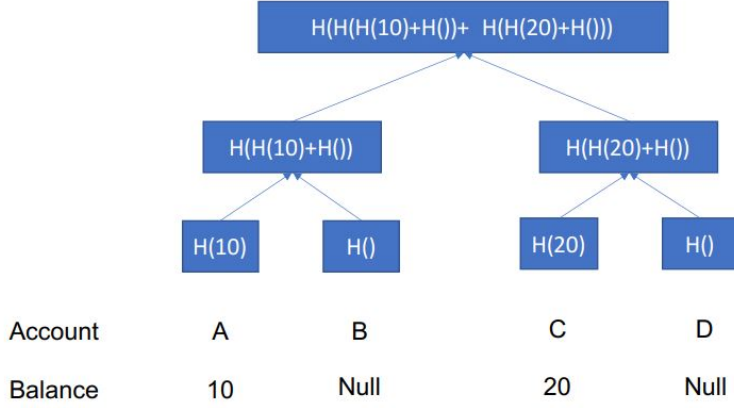 H(H(H(10)+H())+ H(H(20)+H()))
H(H(10)+H()) H(H(20)+H())
H(10) H() H(20) H()
Account A B C D
Balance 10 Null 20 Null